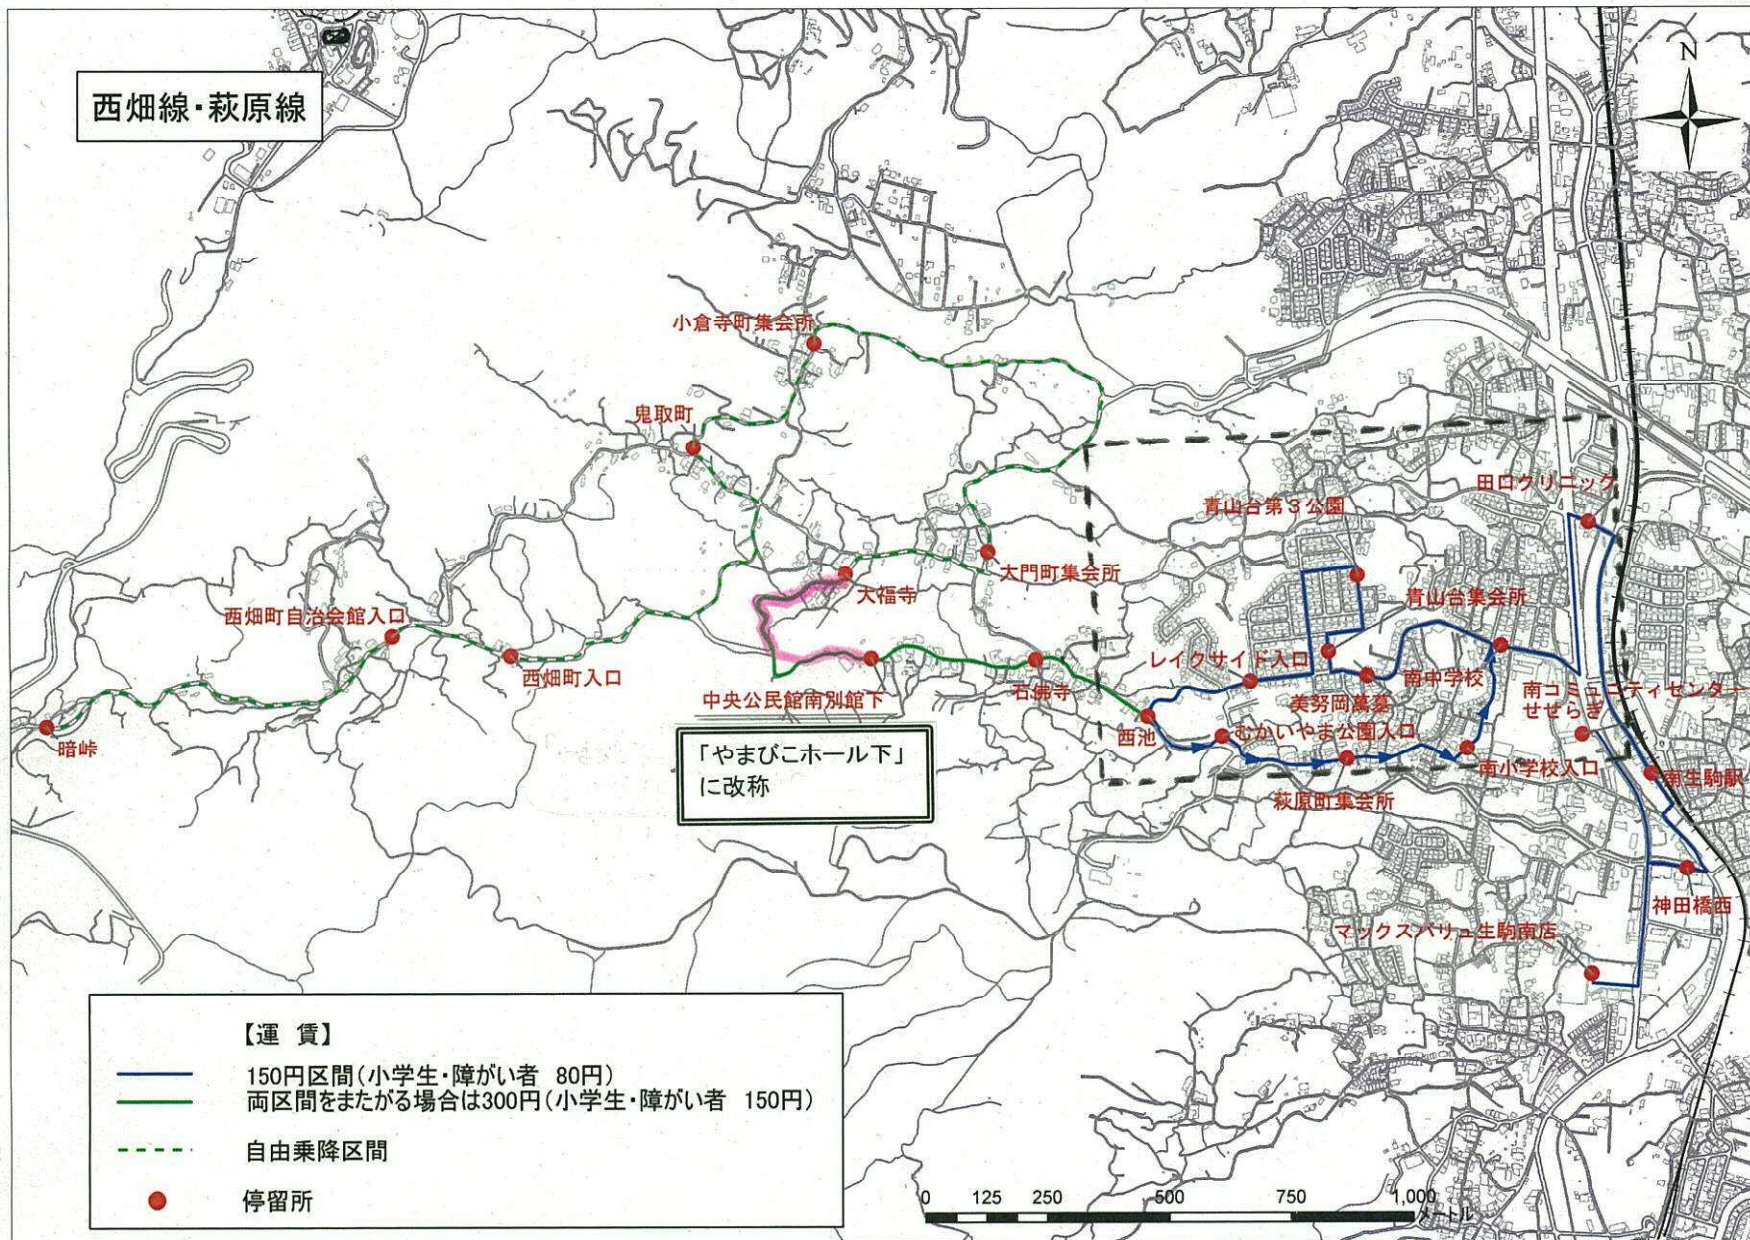 西畑線・萩原線
N
小倉寺町集会所
鬼取町
田口クリニック
青山台第3公園
大門町集会所
大福寺
青山台集会所
西畑町自治会館入口
西畑町入口
レイクサイド入口
南中学校
中央公民館南別館下
石佛寺
美努岡萬墓
南コミュニティセンター
せせらぎ
暗峠
西池
むかいやま公園入口
「やまびこホール下」
に改称
南小学校入口
南生駒駅
萩原町集会所
神田橋西
マックスバリュ生駒南店
【運 賃】
150円区間(小学生・障がい者 80円)
両区間をまたがる場合は300円(小学生・障がい者 150円)
自由乗降区間
停留所
0 125 250 500 750 1,000
メートル